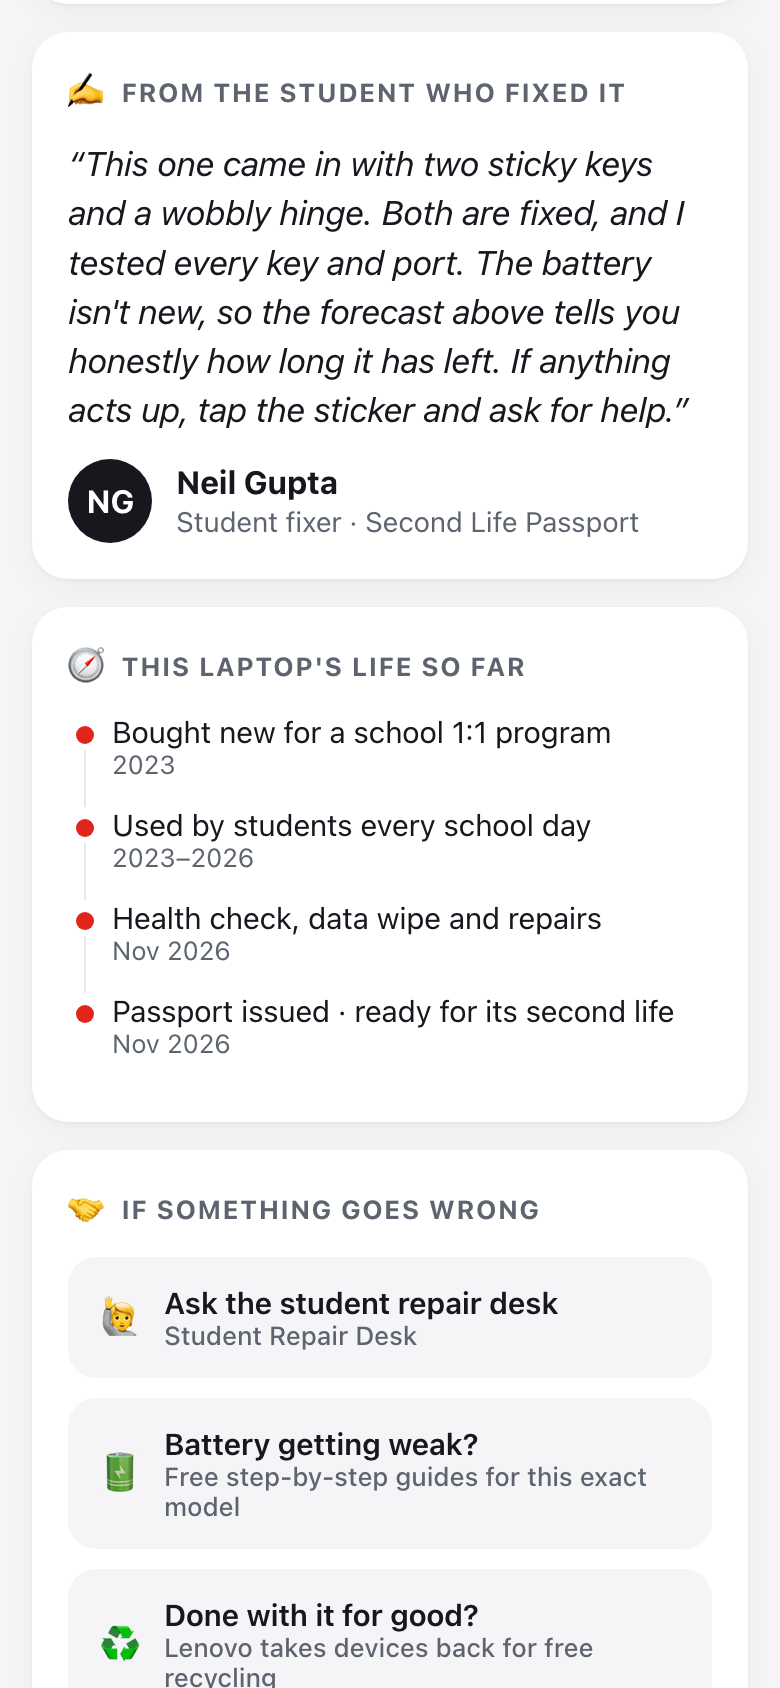 FROM THE STUDENT WHO FIXED IT
“This one came in with two sticky keys
and a wobbly hinge. Both are fixed, and I
tested every key and port. The battery
isn't new, so the forecast above tells you
honestly how long it has left. If anything
acts up, tap the sticker and ask for help.”
NG
Neil Gupta
Student fixer · Second Life Passport
THIS LAPTOP'S LIFE SO FAR
Bought new for a school 1:1 program
2023
Used by students every school day
2023–2026
Health check, data wipe and repairs
Nov 2026
Passport issued · ready for its second life
Nov 2026
IF SOMETHING GOES WRONG
Ask the student repair desk
Student Repair Desk
Battery getting weak?
Free step-by-step guides for this exact
model
Done with it for good?
Lenovo takes devices back for free
recycling